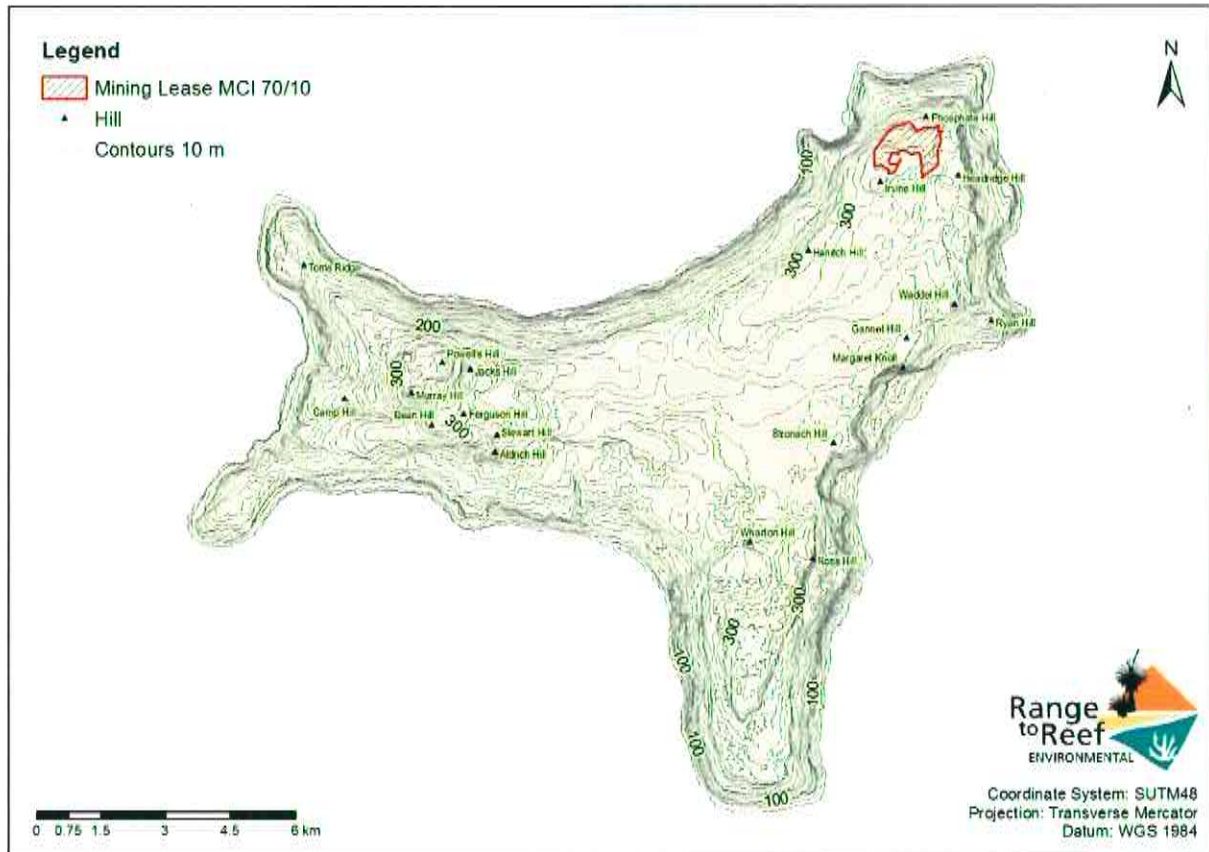 Legend
Mining Lease MCI 70/10
Hill
Contours 10 m
N
Phosphate Hill
100
Headridge Hill
Irvine Hill
300
Hanitch Hill
300
Toms Ridge
Waddel Hill
Ryan Hill
200
Gannet Hill
Powell's Hill
Margaret Knoll
Jacks Hill
300
Murray Hill
Camp Hill
Dean Hill
Ferguson Hill
300
Stewart Hill
Stronach Hill
Aldrich Hill
Wharton Hill
Ross Hill
300
300
100
100
100
100
Range
to Reef
ENVIRONMENTAL
Coordinate System: SUTM48
Projection: Transverse Mercator
Datum: WGS 1984
0 0.75 1.5 3 4.5 6 km